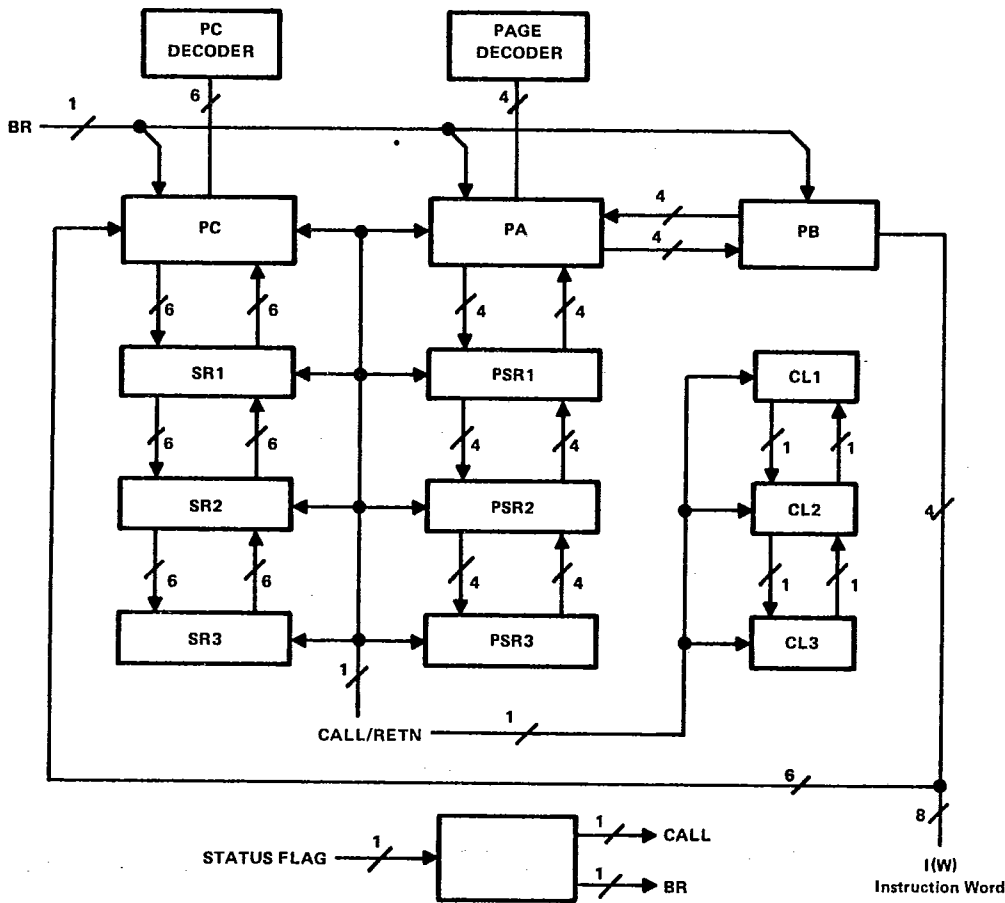 PC
DECODER
PAGE
DECODER
6
4
BR
1
PC
PA
4
4
PB
6
6
4
4
SR1
PSR1
CL1
6
6
4
4
1
1
SR2
PSR2
CL2
4
6
6
4
4
1
1
SR3
PSR3
CL3
1
CALL/RETN
1
6
8
STATUS FLAG
1
1
CALL
1
BR
I(W)
Instruction Word